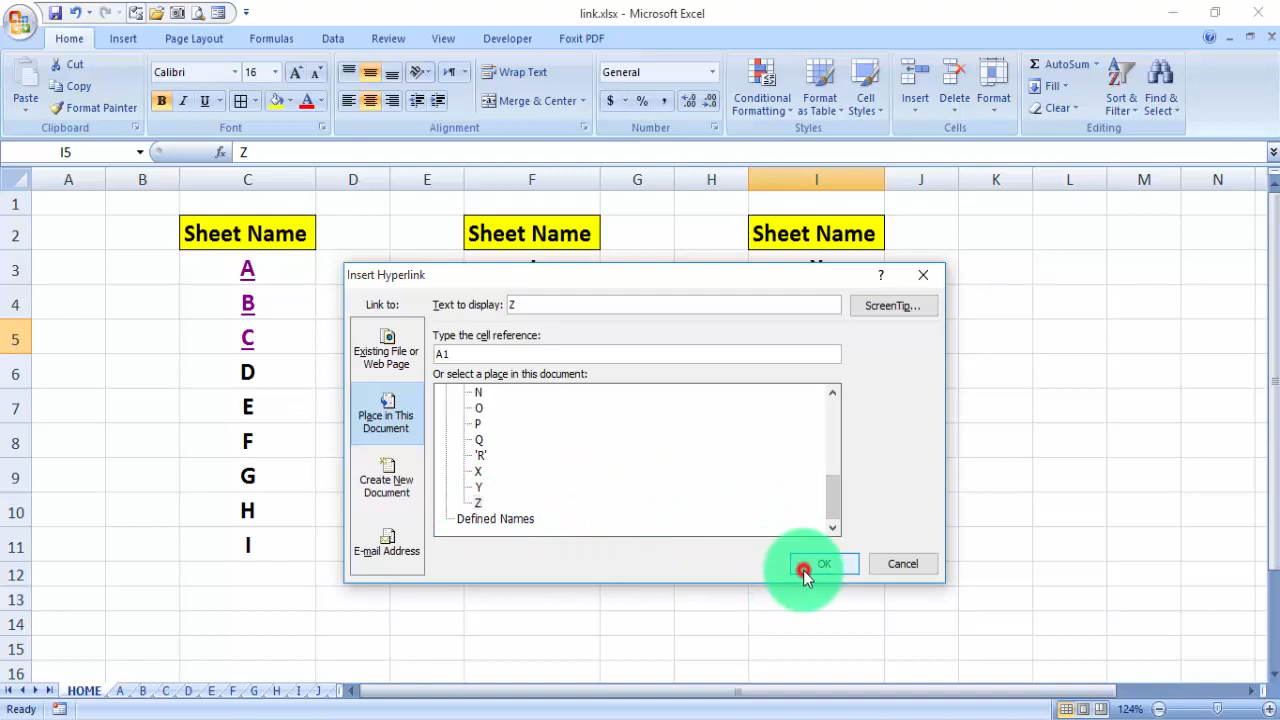 link.xlsx - Microsoft Excel
Home Insert Page Layout Formulas Data Review View Developer Foxit PDF
Paste Cut Copy Format Painter
Calibri 16
B I U A
Wrap Text
Merge & Center
General
$ % ,
Conditional Formatting
Format as Table
Cell Styles
Insert Delete Format
AutoSum
Fill
Clear
Sort & Filter
Find & Select
Clipboard Font Alignment Number Styles Cells Editing
I5 fx Z
A B C D E F G H I J K L M N
1
2 Sheet Name Sheet Name Sheet Name
3 A
4 B
5 C
6 D
7 E
8 F
9 G
10 H
11 I
12
13
14
15
16
Insert Hyperlink ?
Link to: Text to display: Z ScreenTip...
Existing File or Web Page
Place in This Document
Create New Document
E-mail Address
Type the cell reference:
A1
Or select a place in this document:
N
O
P
Q
'R'
X
Y
Z
Defined Names
OK Cancel
HOME A B C D E F G H I J
Ready 124%